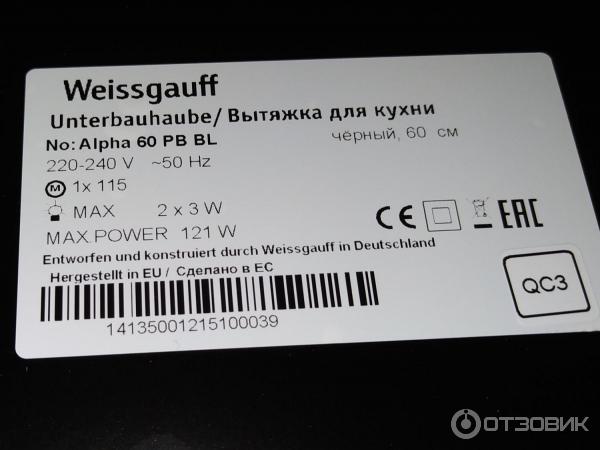 Weissgauff
Unterbauhaube/ Вытяжка для кухни
No: Alpha 60 PB BL чёрный, 60 см
220-240 V ~50 Hz
M 1x 115
MAX 2 x 3 W
MAX.POWER 121 W
CE EAC
Entworfen und konstruiert durch Weissgauff in Deutschland
Hergestellt in EU / Сделано в ЕС
QC3
14135001215100039
ОТЗОВИК